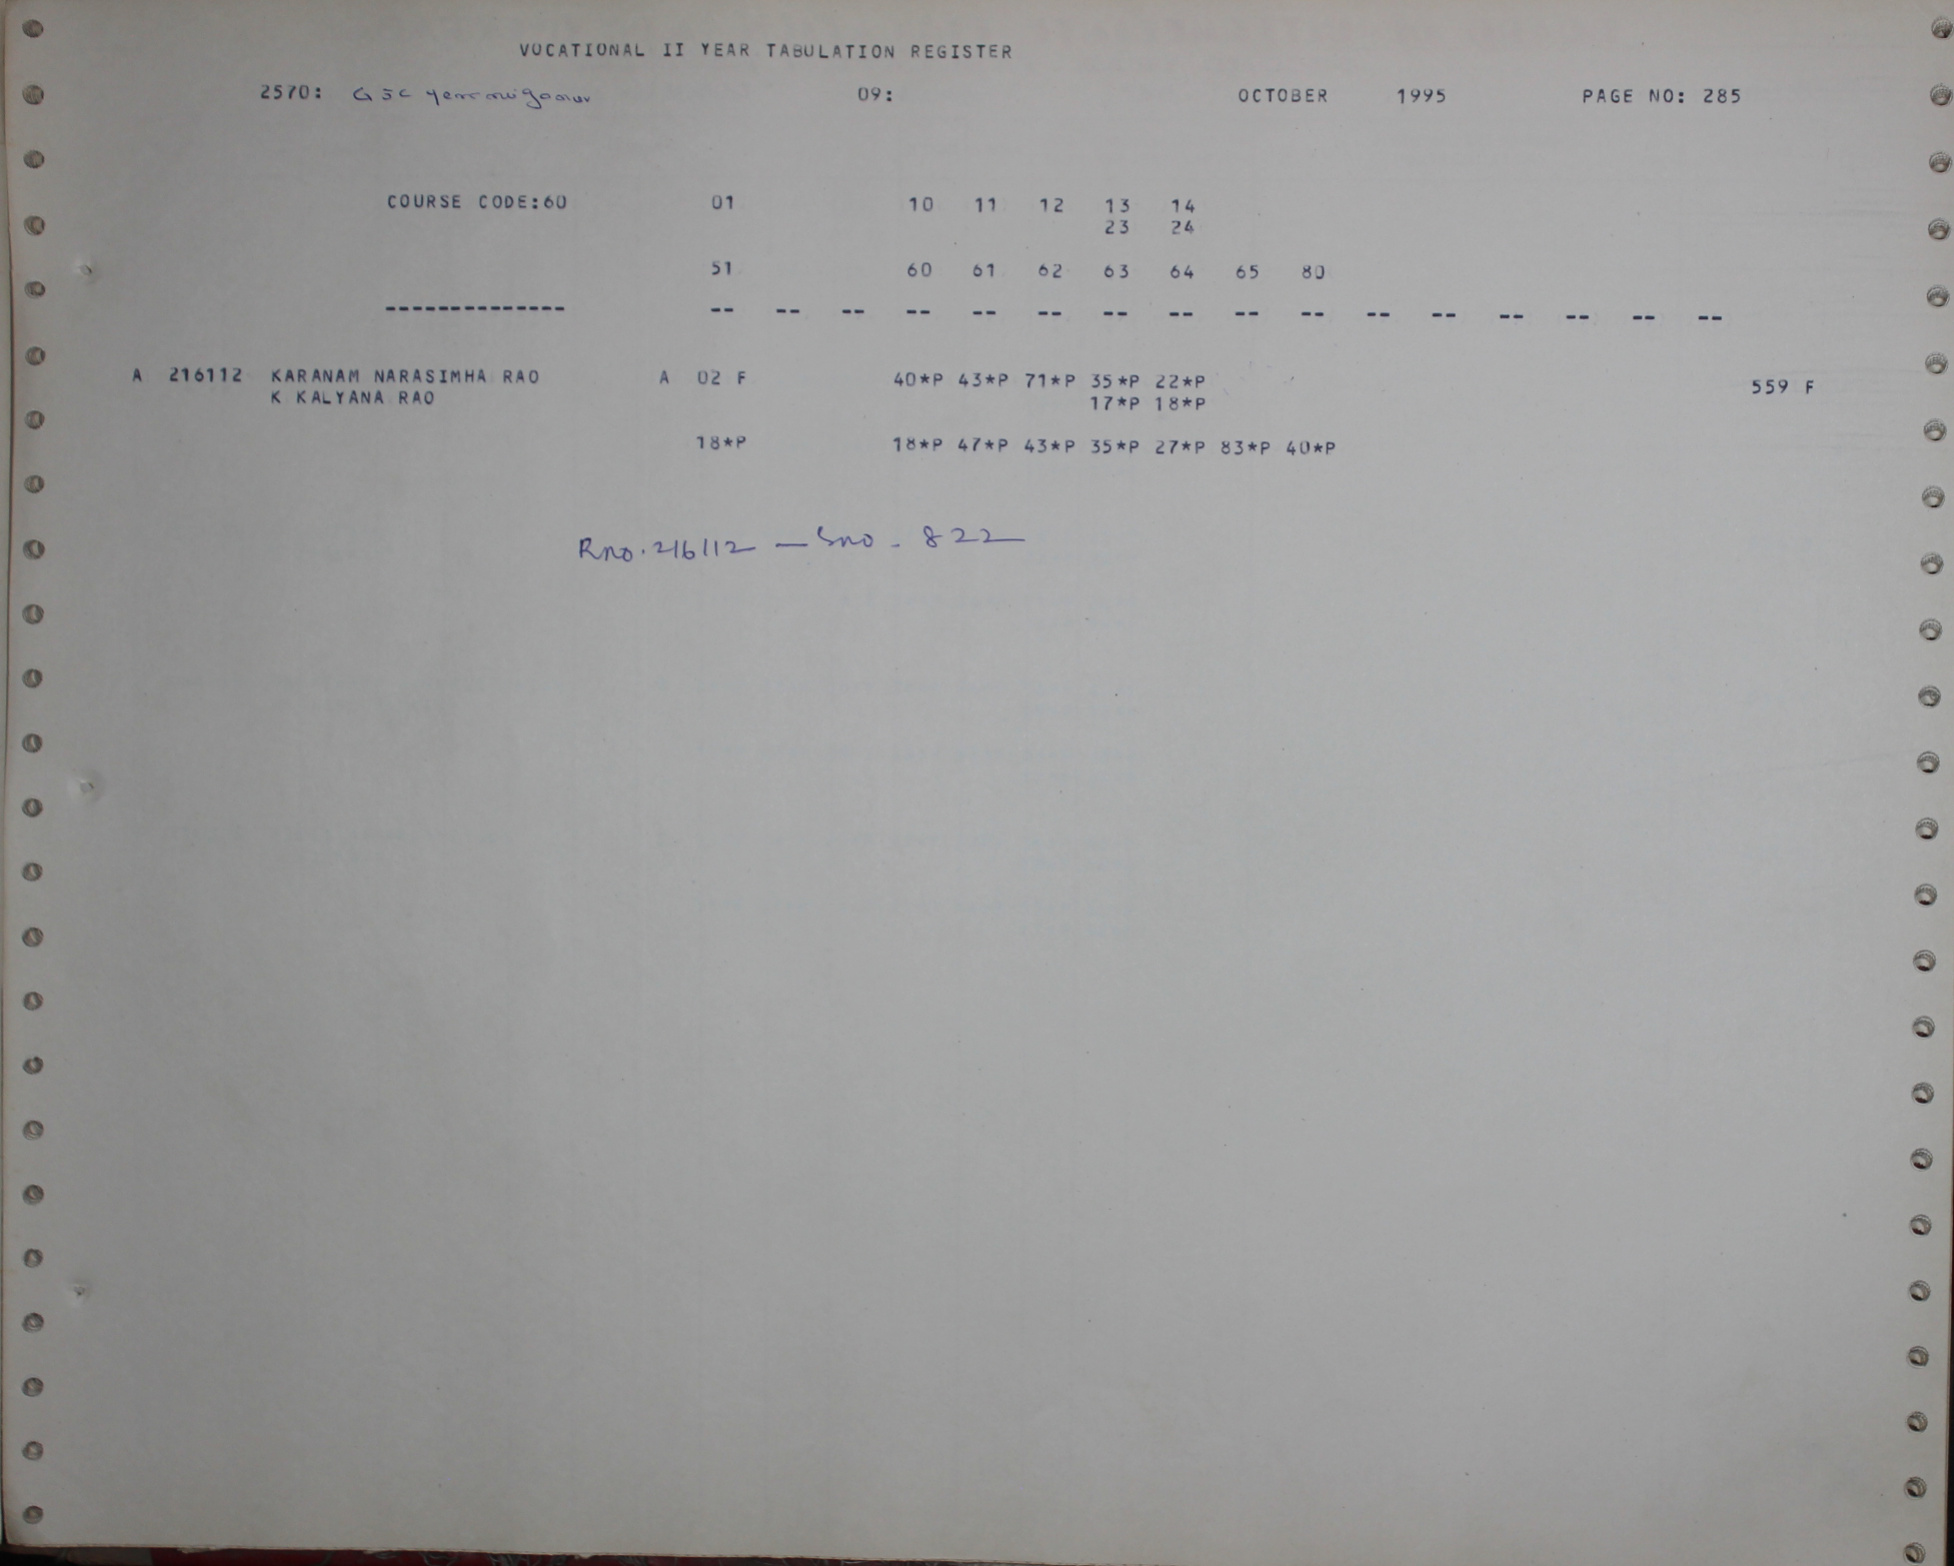 VOCATIONAL II YEAR TABULATION REGISTER
2570: GJC yemmiganur 09: OCTOBER 1995 PAGE NO: 285
COURSE CODE:60 01 10 11 12 13 14
23 24
51 60 61 62 63 64 65 80
-------------- -- -- -- -- -- -- -- -- -- -- -- -- -- -- -- --
A 216112 KARANAM NARASIMHA RAO A 02 F 40*P 43*P 71*P 35*P 22*P 559 F
K KALYANA RAO 17*P 18*P
18*P 18*P 47*P 43*P 35*P 27*P 83*P 40*P
Rno. 216112 — Sno - 822